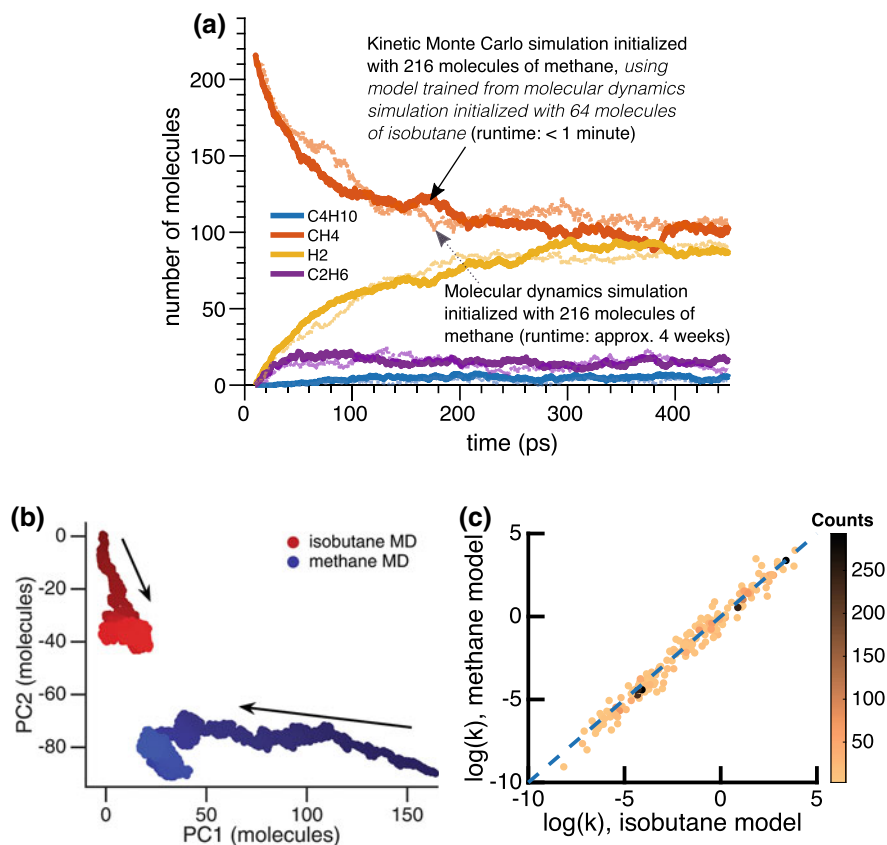 (a)
Kinetic Monte Carlo simulation initialized
with 216 molecules of methane, using
model trained from molecular dynamics
simulation initialized with 64 molecules
of isobutane (runtime: < 1 minute)
number of molecules
200
150
100
50
0
C4H10
CH4
H2
C2H6
Molecular dynamics simulation
initialized with 216 molecules of
methane (runtime: approx. 4 weeks)
0 100 200 300 400
time (ps)
(b)
isobutane MD
methane MD
PC2 (molecules)
0
-20
-40
-60
-80
0 50 100 150
PC1 (molecules)
(c)
log(k), methane model
5
0
-5
-10
-10 -5 0 5
log(k), isobutane model
Counts
250
200
150
100
50